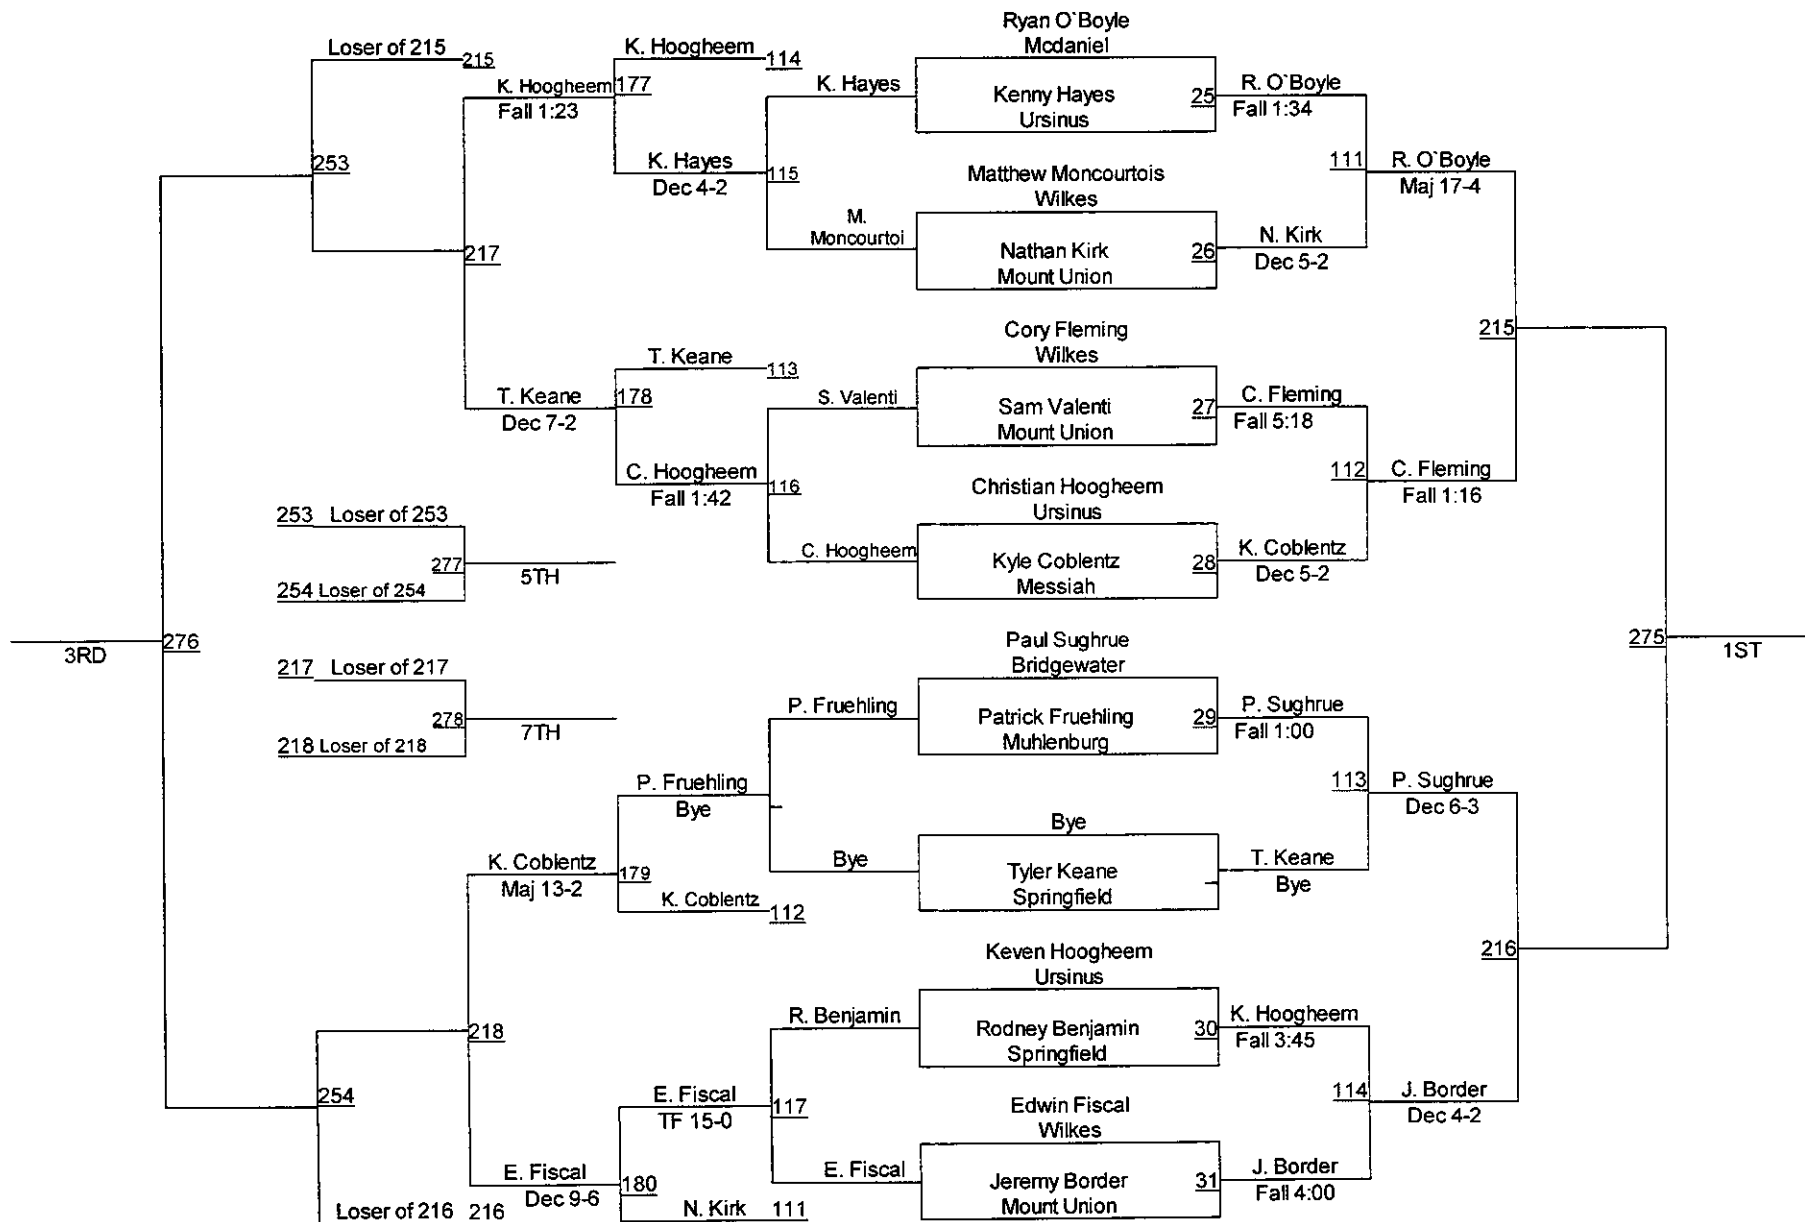 Ryan O`Boyle
Mcdaniel
Loser of 215
215
K. Hoogheem
114
K. Hoogheem
177
Fall 1:23
K. Hayes
Kenny Hayes
Ursinus
25
R. O`Boyle
Fall 1:34
253
K. Hayes
Dec 4-2
115
Matthew Moncourtois
Wilkes
111
R. O`Boyle
Maj 17-4
217
M.
Moncourtoi
Nathan Kirk
Mount Union
26
N. Kirk
Dec 5-2
Cory Fleming
Wilkes
215
T. Keane
113
T. Keane
Dec 7-2
178
S. Valenti
Sam Valenti
Mount Union
27
C. Fleming
Fall 5:18
C. Hoogheem
Fall 1:42
116
Christian Hoogheem
Ursinus
112
C. Fleming
Fall 1:16
253 Loser of 253
277
5TH
254 Loser of 254
C. Hoogheem
Kyle Coblentz
Messiah
28
K. Coblentz
Dec 5-2
3RD
276
Paul Sughrue
Bridgewater
275
1ST
217 Loser of 217
278
7TH
218 Loser of 218
P. Fruehling
Patrick Fruehling
Muhlenburg
29
P. Sughrue
Fall 1:00
P. Fruehling
Bye
113
P. Sughrue
Dec 6-3
Bye
K. Coblentz
Maj 13-2
179
K. Coblentz
112
Bye
Tyler Keane
Springfield
T. Keane
Bye
Keven Hoogheem
Ursinus
216
218
R. Benjamin
Rodney Benjamin
Springfield
30
K. Hoogheem
Fall 3:45
254
E. Fiscal
TF 15-0
117
Edwin Fiscal
Wilkes
114
J. Border
Dec 4-2
E. Fiscal
Dec 9-6
180
E. Fiscal
Jeremy Border
Mount Union
31
J. Border
Fall 4:00
Loser of 216 216
N. Kirk
111